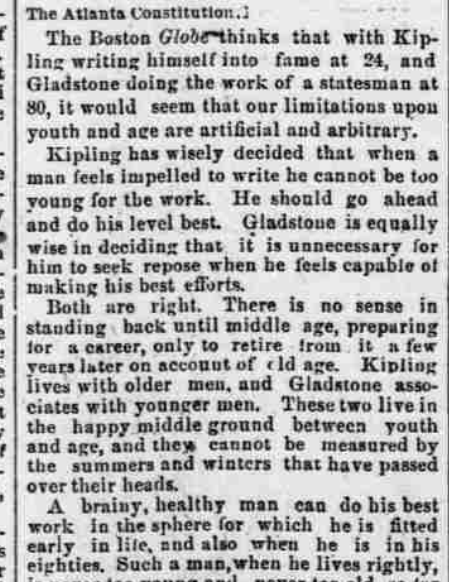 The Atlanta Constitution.]
The Boston Globe thinks that with Kip-
ling writing himself into fame at 24, and
Gladstone doing the work of a statesman at
80, it would seem that our limitations upon
youth and age are artificial and arbitrary.
Kipling has wisely decided that when a
man feels impelled to write he cannot be too
young for the work. He should go ahead
and do his level best. Gladstone is equally
wise in deciding that it is unnecessary for
him to seek repose when he feels capable of
making his best efforts.
Both are right. There is no sense in
standing back until middle age, preparing
for a career, only to retire from it a few
years later on account of old age. Kipling
lives with older men, and Gladstone asso-
ciates with younger men. These two live in
the happy middle ground between youth
and age, and they cannot be measured by
the summers and winters that have passed
over their heads.
A brainy, healthy man can do his best
work in the sphere for which he is fitted
early in life, and also when he is in his
eighties. Such a man, when he lives rightly,